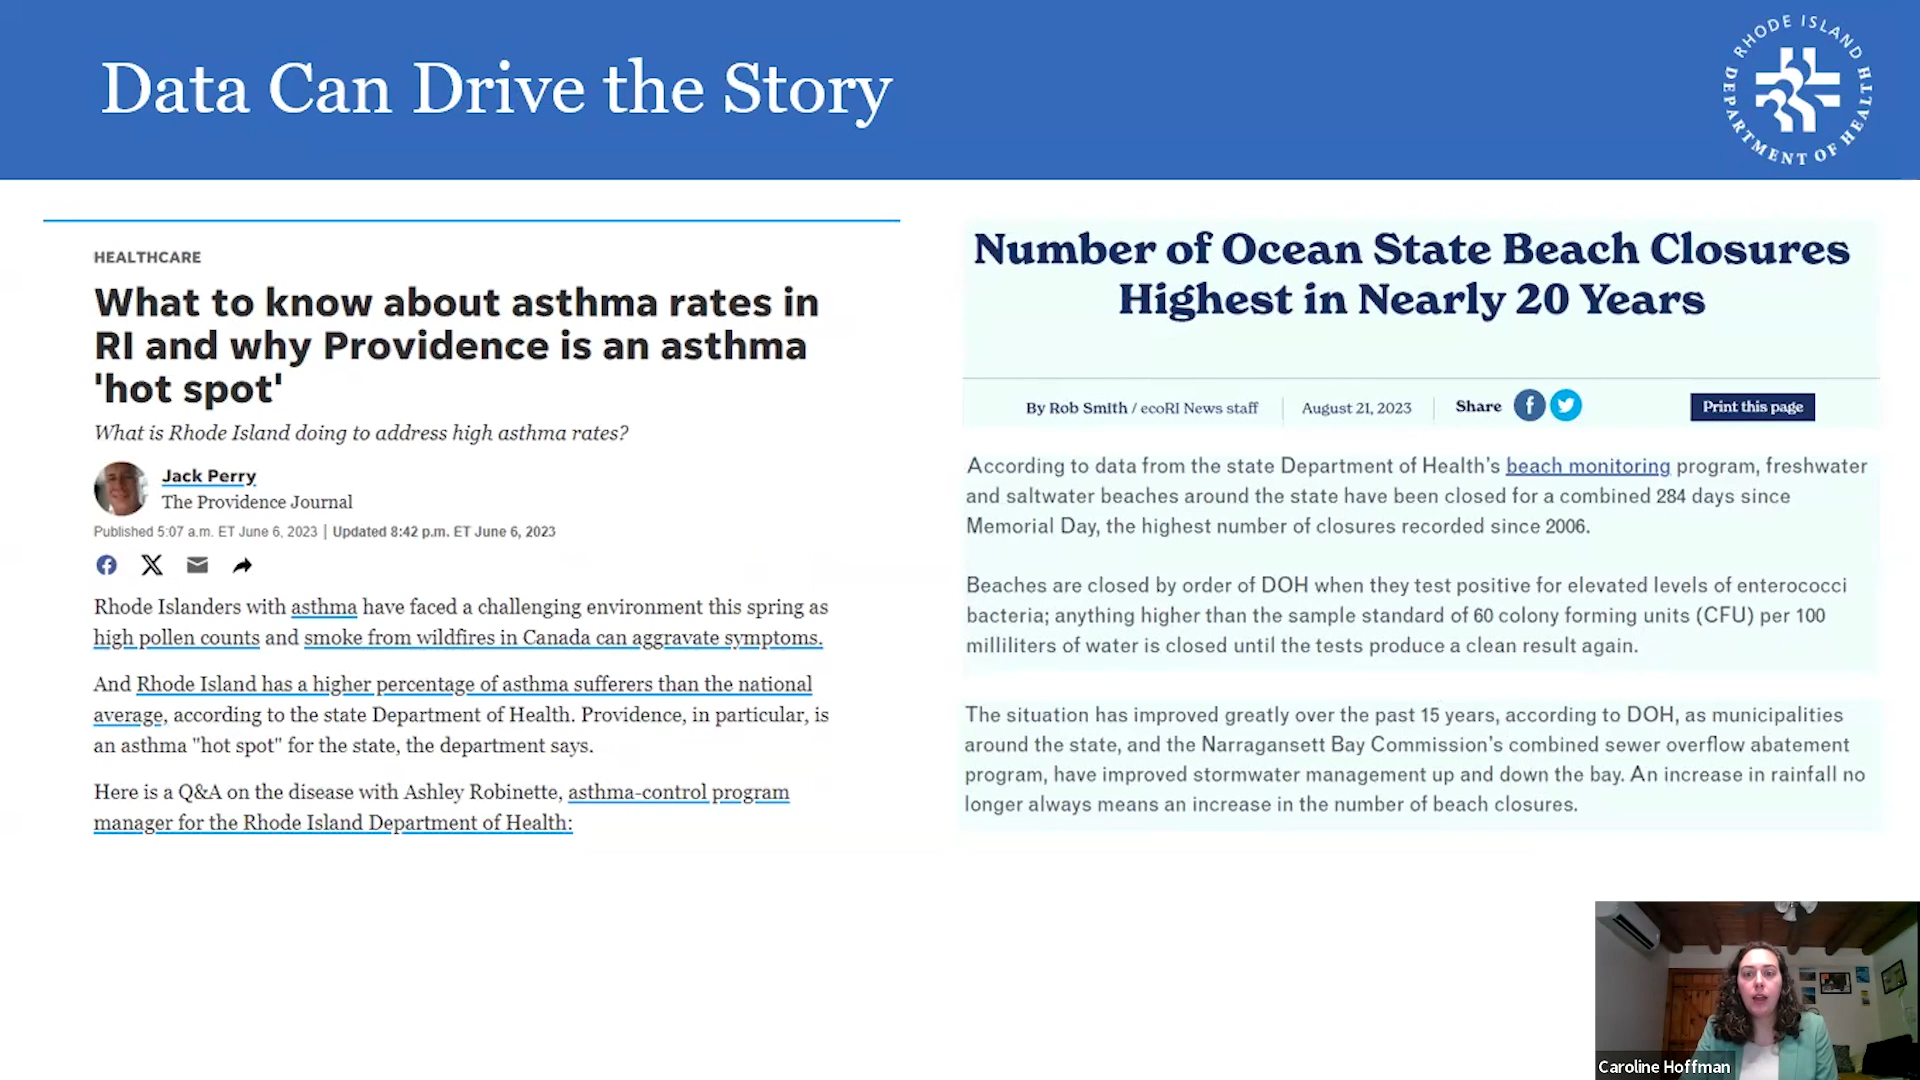 Data Can Drive the Story
RHODE ISLAND
DEPARTMENT OF HEALTH
HEALTHCARE
What to know about asthma rates in
RI and why Providence is an asthma
'hot spot'
What is Rhode Island doing to address high asthma rates?
Jack Perry
The Providence Journal
Published 5:07 a.m. ET June 6, 2023 | Updated 8:42 p.m. ET June 6, 2023
Rhode Islanders with asthma have faced a challenging environment this spring as
high pollen counts and smoke from wildfires in Canada can aggravate symptoms.
And Rhode Island has a higher percentage of asthma sufferers than the national
average, according to the state Department of Health. Providence, in particular, is
an asthma "hot spot" for the state, the department says.
Here is a Q&A on the disease with Ashley Robinette, asthma-control program
manager for the Rhode Island Department of Health:
Number of Ocean State Beach Closures
Highest in Nearly 20 Years
By Rob Smith / ecoRI News staff
August 21, 2023
Share
Print this page
According to data from the state Department of Health's beach monitoring program, freshwater
and saltwater beaches around the state have been closed for a combined 284 days since
Memorial Day, the highest number of closures recorded since 2006.
Beaches are closed by order of DOH when they test positive for elevated levels of enterococci
bacteria; anything higher than the sample standard of 60 colony forming units (CFU) per 100
milliliters of water is closed until the tests produce a clean result again.
The situation has improved greatly over the past 15 years, according to DOH, as municipalities
around the state, and the Narragansett Bay Commission's combined sewer overflow abatement
program, have improved stormwater management up and down the bay. An increase in rainfall no
longer always means an increase in the number of beach closures.
Caroline Hoffman